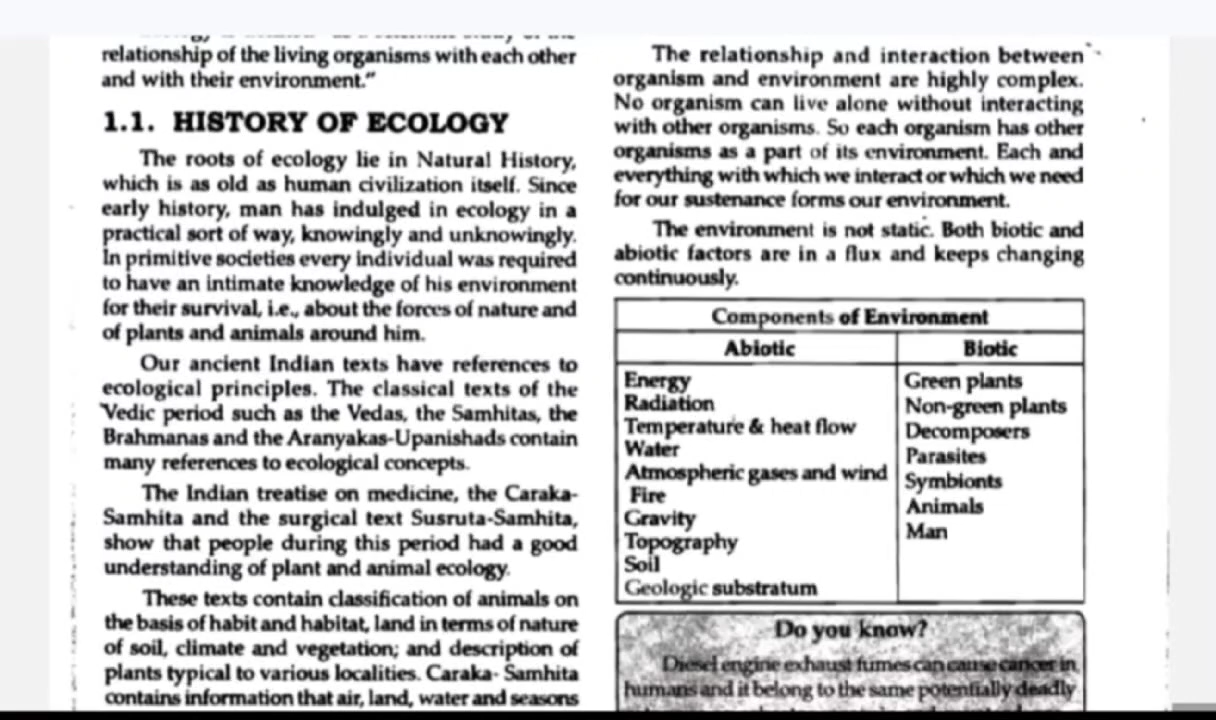 relationship of the living organisms with each other
and with their environment."
1.1. HISTORY OF ECOLOGY
The roots of ecology lie in Natural History,
which is as old as human civilization itself. Since
early history, man has indulged in ecology in a
practical sort of way, knowingly and unknowingly.
In primitive societies every individual was required
to have an intimate knowledge of his environment
for their survival, i.e., about the forces of nature and
of plants and animals around him.
Our ancient Indian texts have references to
ecological principles. The classical texts of the
Vedic period such as the Vedas, the Samhitas, the
Brahmanas and the Aranyakas-Upanishads contain
many references to ecological concepts.
The Indian treatise on medicine, the Caraka-
Samhita and the surgical text Susruta-Samhita,
show that people during this period had a good
understanding of plant and animal ecology.
These texts contain classification of animals on
the basis of habit and habitat, land in terms of nature
of soil, climate and vegetation; and description of
plants typical to various localities. Caraka- Samhita
contains information that air, land, water and seasons
The relationship and interaction between
organism and environment are highly complex.
No organism can live alone without interacting
with other organisms. So each organism has other
organisms as a part of its environment. Each and
everything with which we interact or which we need
for our sustenance forms our environment.
The environment is not static. Both biotic and
abiotic factors are in a flux and keeps changing
continuously.
Components of Environment
Abiotic
Biotic
Energy
Radiation
Temperature & heat flow
Water
Atmospheric gases and wind
Fire
Gravity
Topography
Soil
Geologic substratum
Green plants
Non-green plants
Decomposers
Parasites
Symbionts
Animals
Man
Do you know?
Diesel engine exhaust fumes can cause cancer in
humans and it belong to the same potentially deadly